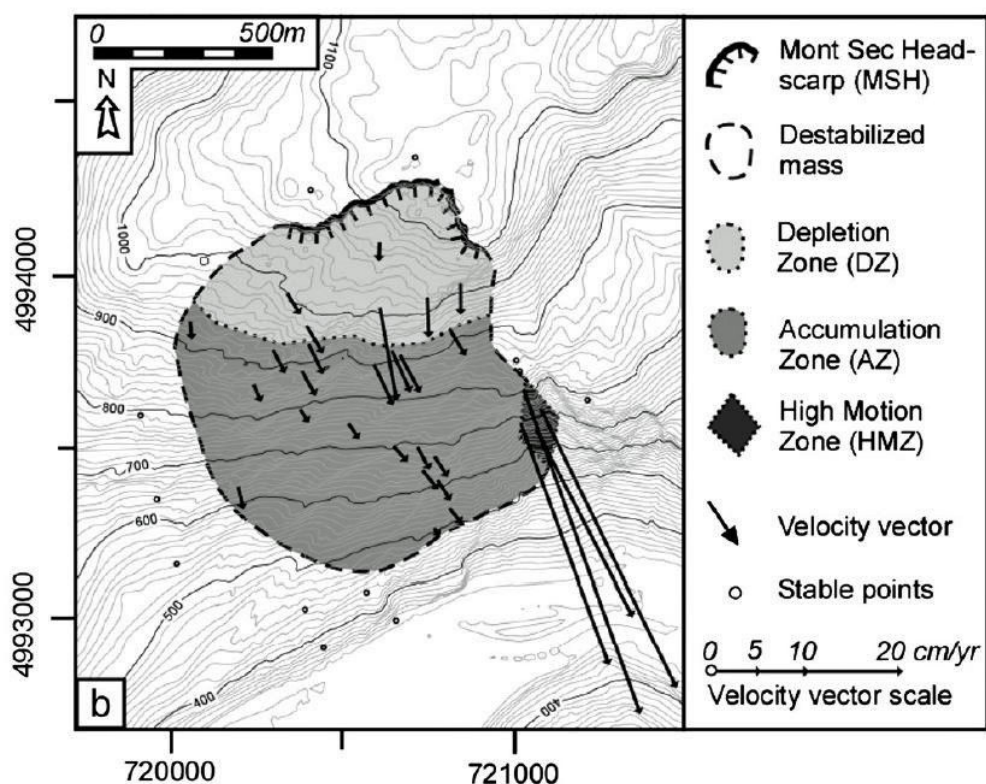 0 500m
N
1100
1000
900
800
700
600
500
400
400
b
4994000
4993000
720000 721000
Mont Sec Head-
scarp (MSH)
Destabilized
mass
Depletion
Zone (DZ)
Accumulation
Zone (AZ)
High Motion
Zone (HMZ)
Velocity vector
Stable points
0 5 10 20 cm/yr
Velocity vector scale